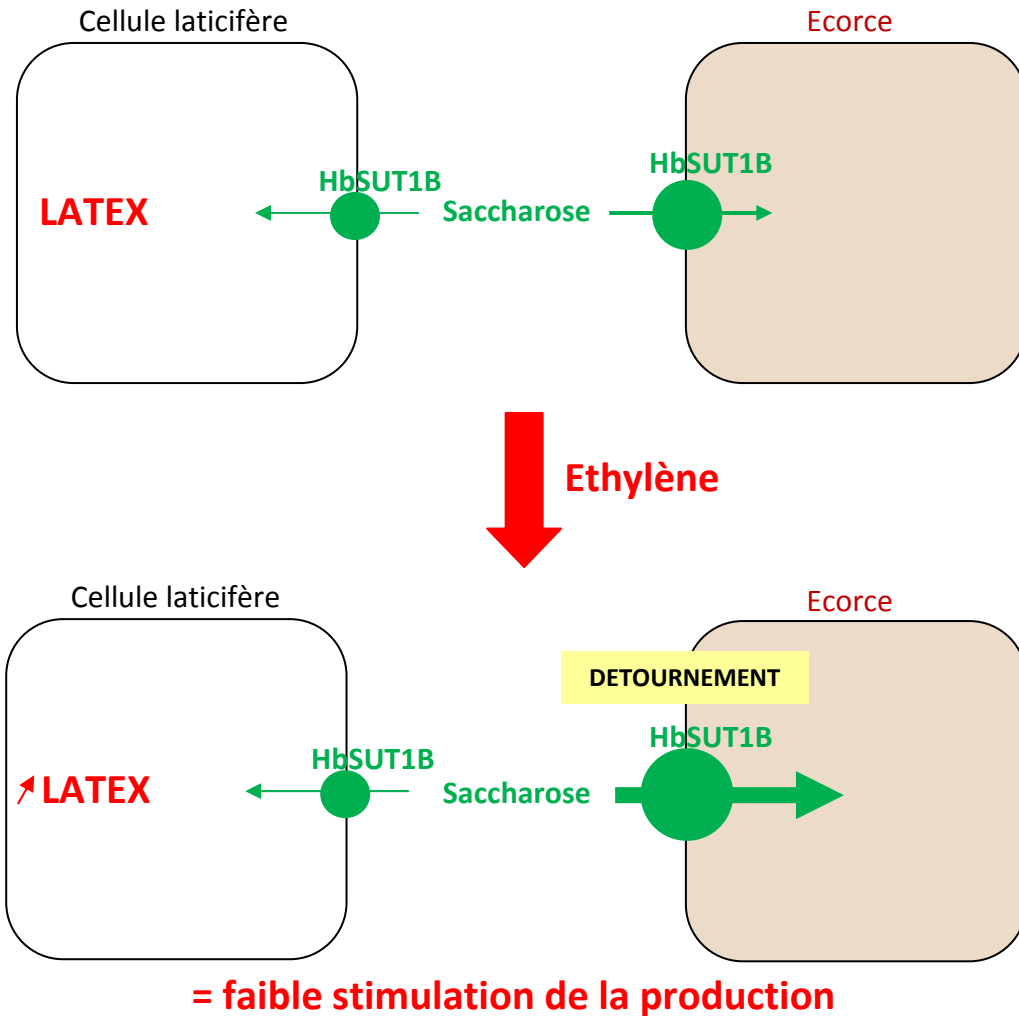 Cellule laticifère
Ecorce
HbSUT1B
HbSUT1B
LATEX
Saccharose
Ethylène
Cellule laticifère
Ecorce
DETOURNEMENT
HbSUT1B
HbSUT1B
LATEX
Saccharose
= faible stimulation de la production